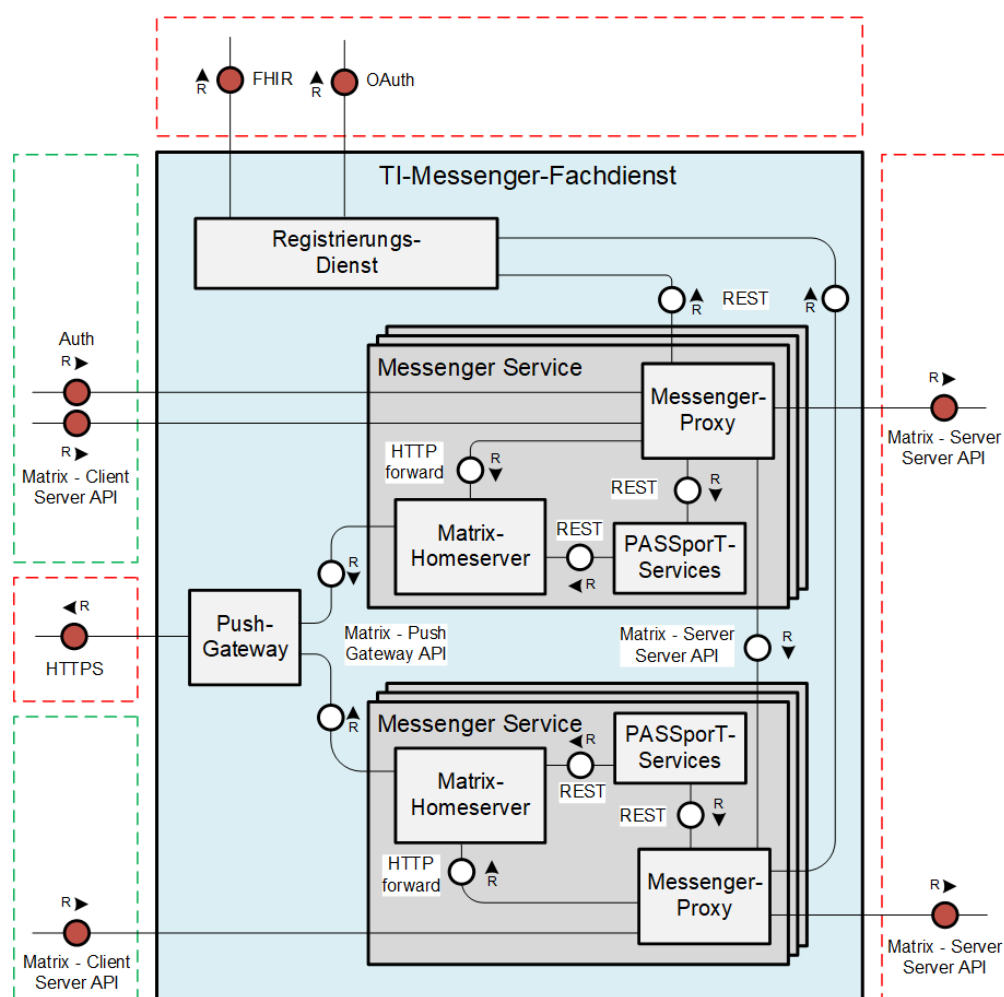 FHIR
OAuth
R
R
TI-Messenger-Fachdienst
Registrierungs-
Dienst
REST
R
R
Auth
R
R
Matrix - Client
Server API
Messenger Service
Messenger-
Proxy
R
Matrix - Server
Server API
HTTP
forward
R
REST
R
Matrix-
Homeserver
REST
R
PASSporT-
Services
R
R
HTTPS
Push-
Gateway
Matrix - Push
Gateway API
Matrix - Server
Server API
R
R
Messenger Service
PASSporT-
Services
R
REST
Matrix-
Homeserver
REST
R
HTTP
forward
R
Messenger-
Proxy
R
Matrix - Client
Server API
R
Matrix - Server
Server API